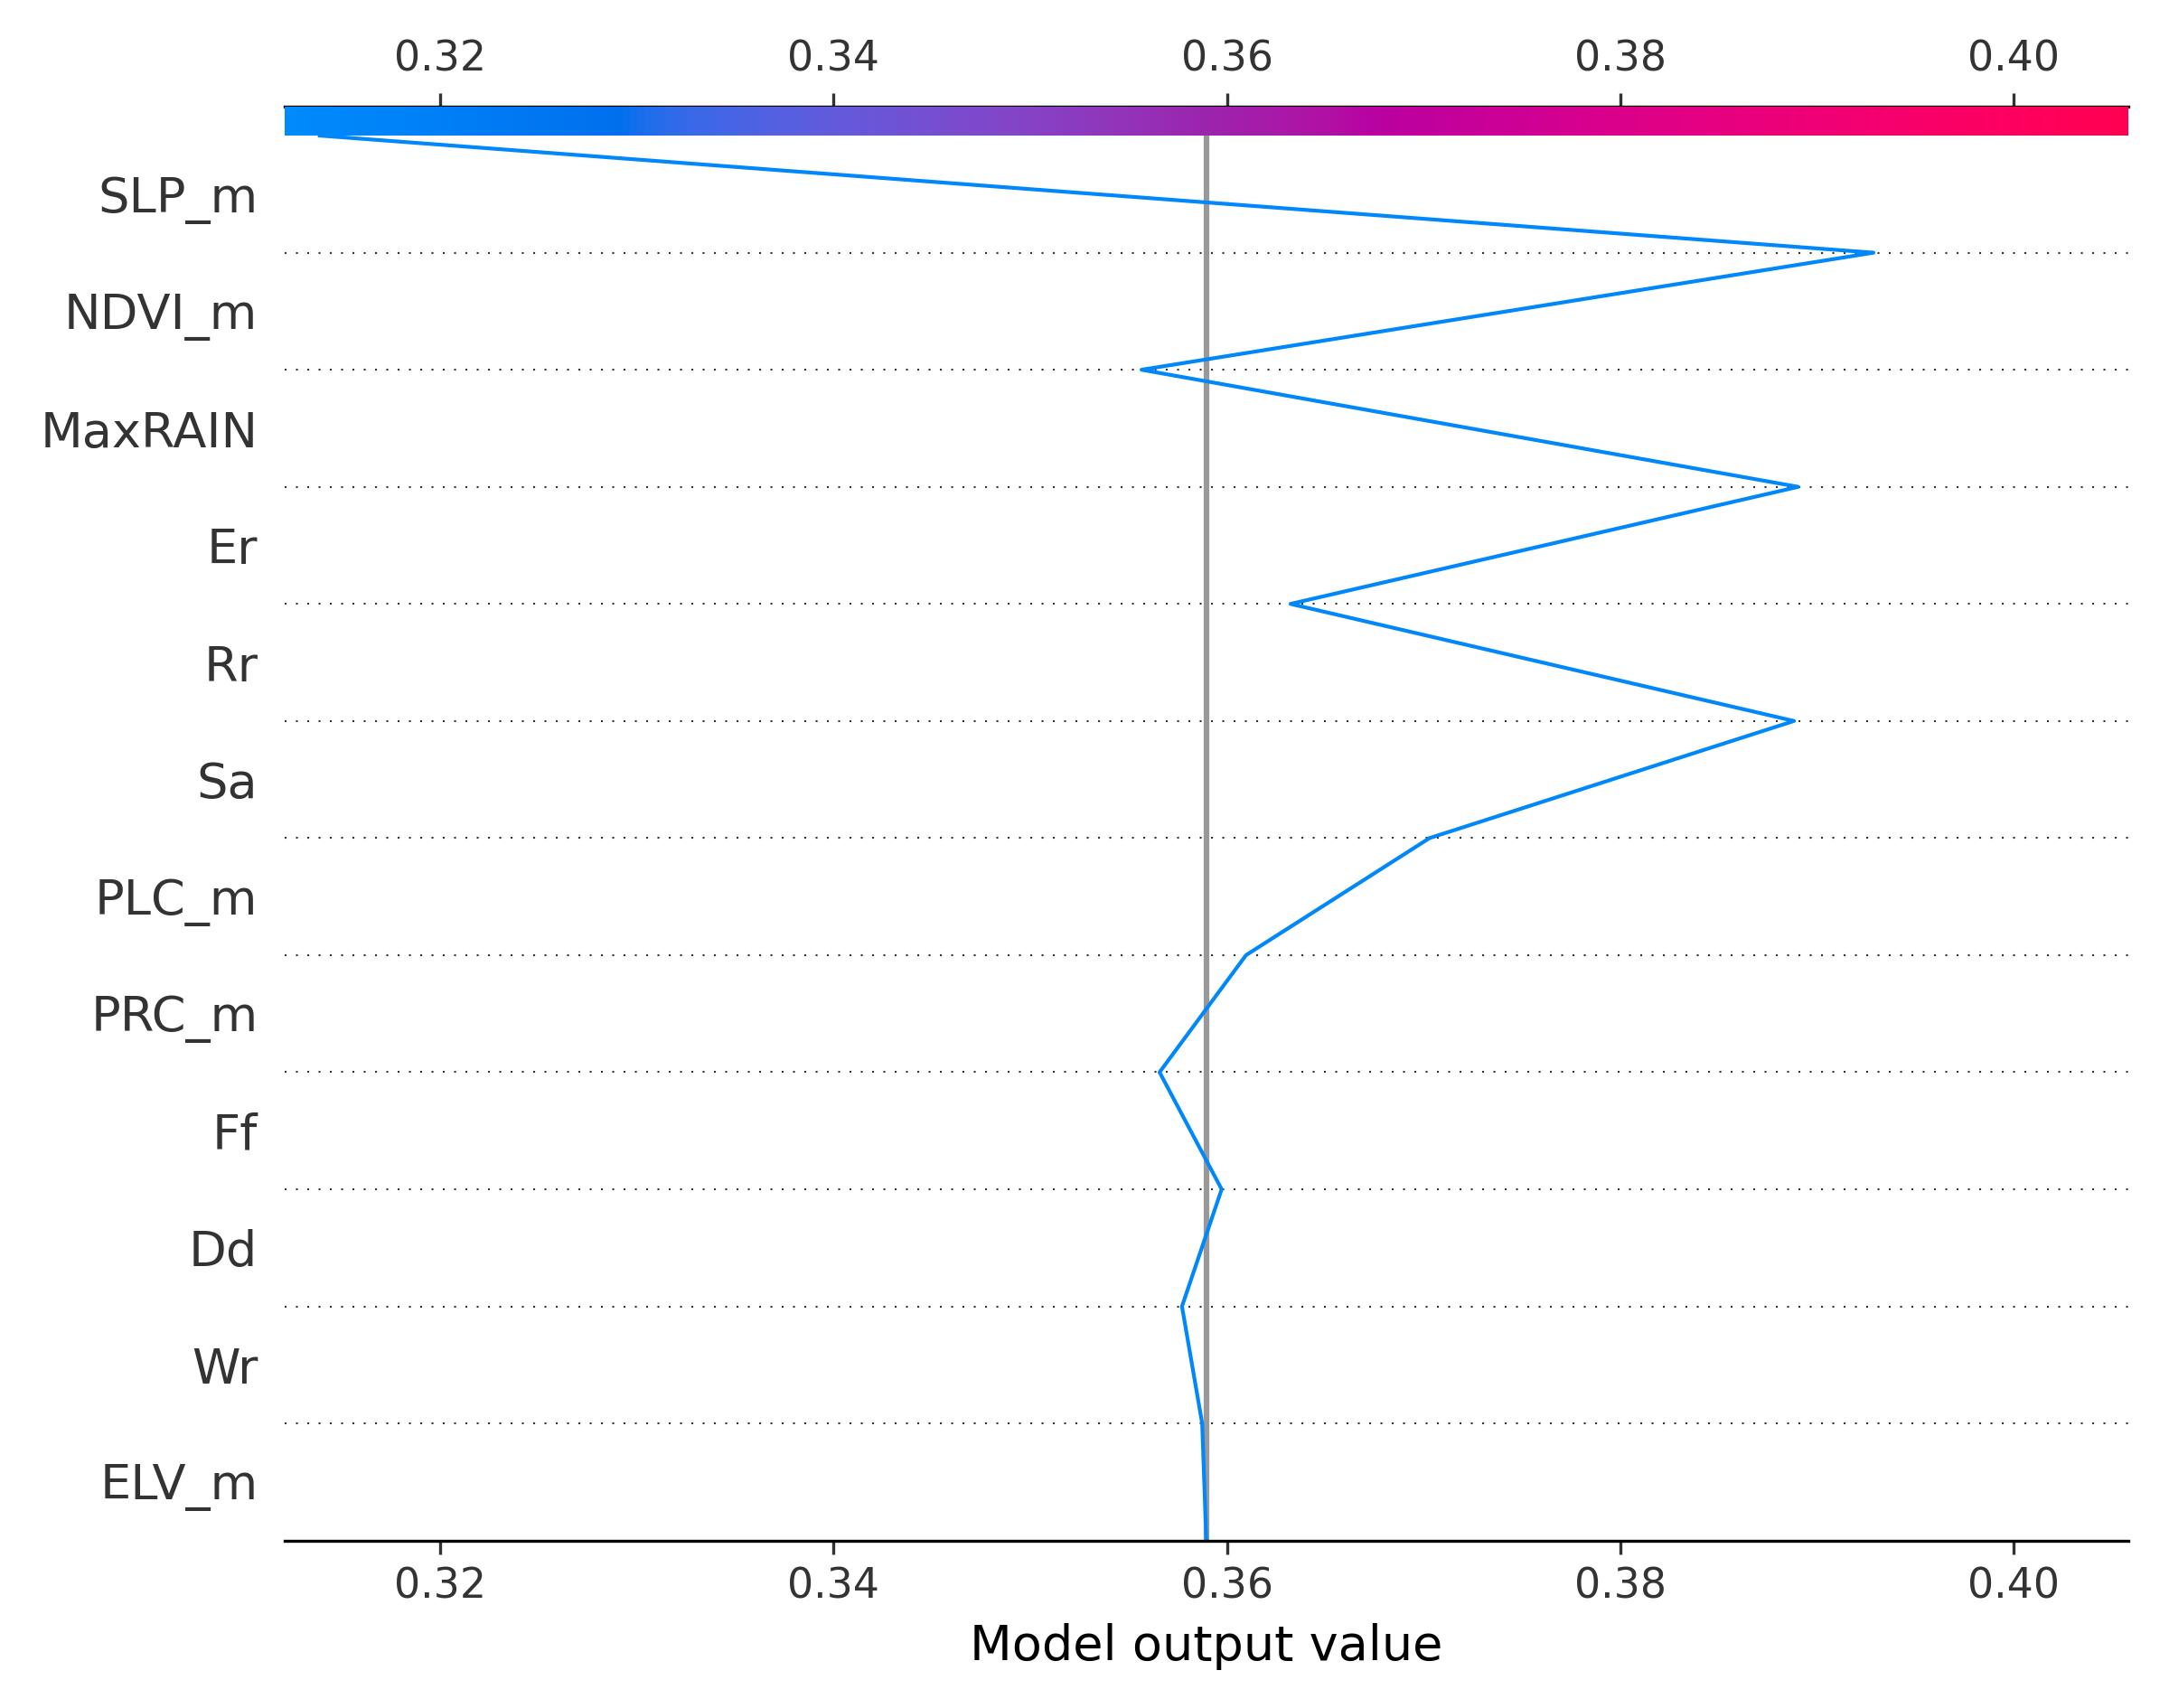 0.32 0.34 0.36 0.38 0.40
SLP_m
NDVI_m
MaxRAIN
Er
Rr
Sa
PLC_m
PRC_m
Ff
Dd
Wr
ELV_m
0.32 0.34 0.36 0.38 0.40
Model output value